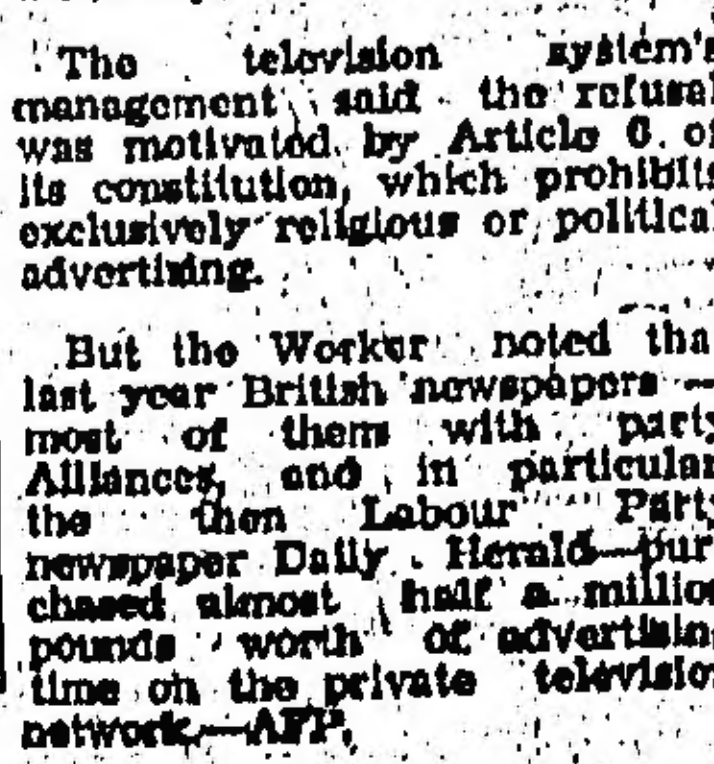 The television system's
management said the refusal
was motivated by Article 6 of
its constitution, which prohibits
exclusively religious or political
advertising.
But the Worker noted tha
last year British newspapers —
most of them with party
Alliances, and in particular
the then Labour Party
newspaper Daily Herald—pur
chased almost half a million
pounds worth of advertising
time on the private television
network.—AFP.